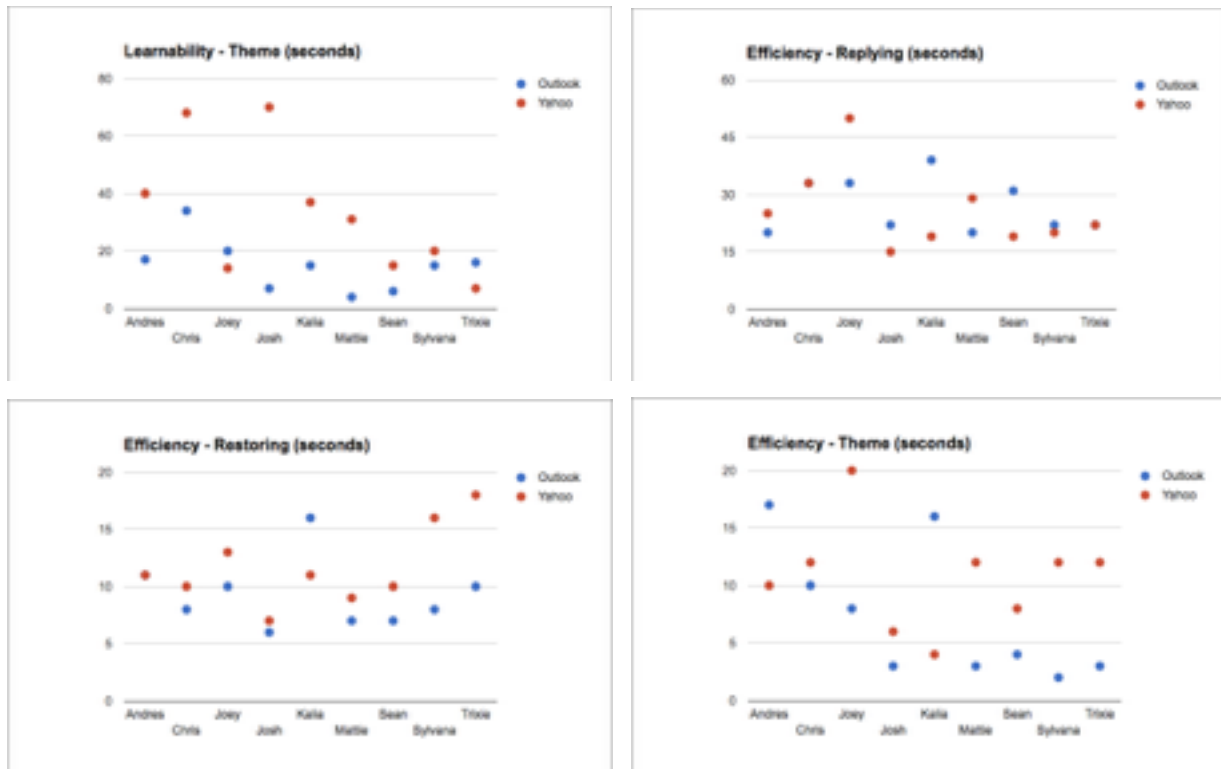 Learnability - Theme (seconds)
80
60
40
20
0
Outlook
Yahoo
Andres
Chris
Joey
Josh
Kalia
Mattie
Sean
Sylvana
Trixie
Efficiency - Replying (seconds)
60
45
30
15
0
Outlook
Yahoo
Andres
Chris
Joey
Josh
Kalia
Mattie
Sean
Sylvana
Trixie
Efficiency - Restoring (seconds)
20
15
10
5
0
Outlook
Yahoo
Andres
Chris
Joey
Josh
Kalia
Mattie
Sean
Sylvana
Trixie
Efficiency - Theme (seconds)
20
15
10
5
0
Outlook
Yahoo
Andres
Chris
Joey
Josh
Kalia
Mattie
Sean
Sylvana
Trixie